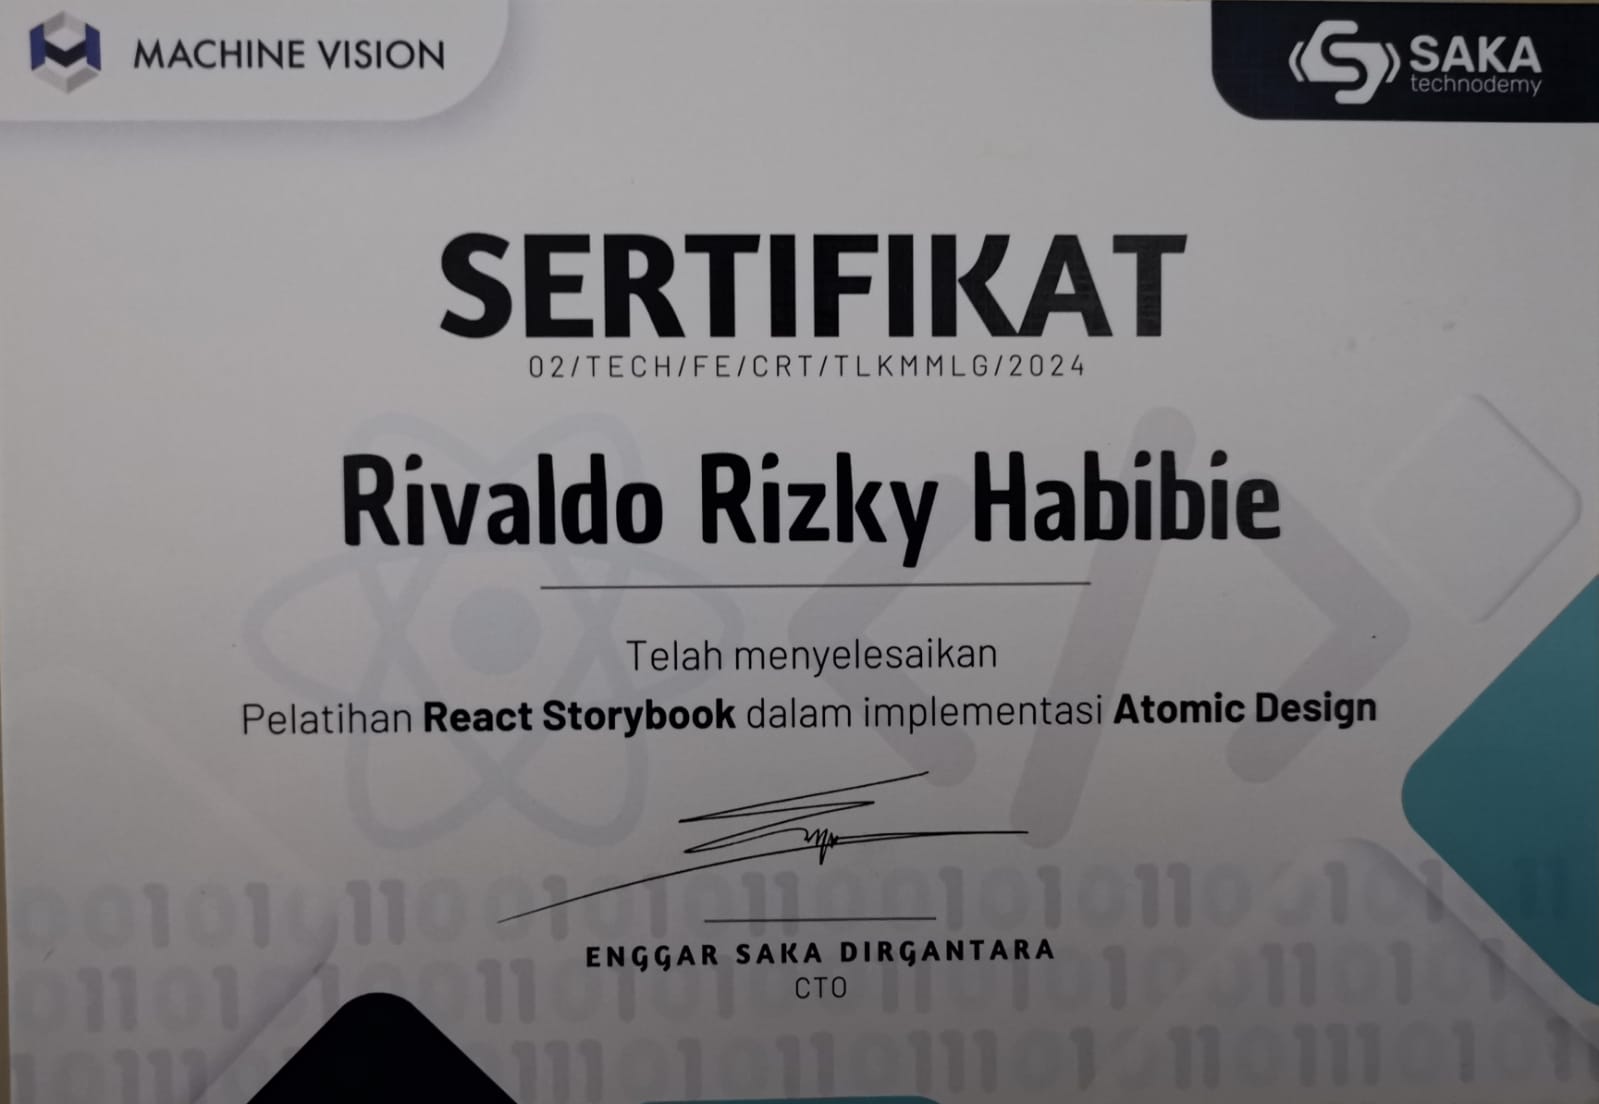 MACHINE VISION
SAKA
technodemy
SERTIFIKAT
02/TECH/FE/CRT/TLKMMLG/2024
Rivaldo Rizky Habibie
Telah menyelesaikan
Pelatihan React Storybook dalam implementasi Atomic Design
ENGGAR SAKA DIRGANTARA
CTO